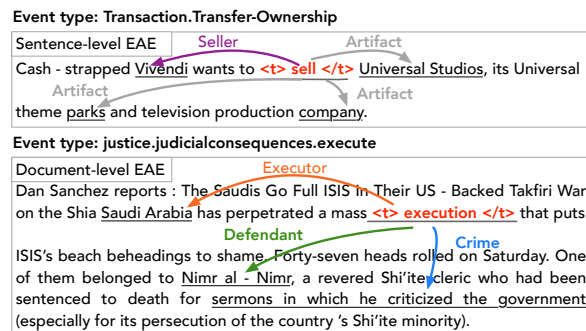 Event type: Transaction.Transfer-Ownership
Sentence-level EAE
Seller
Artifact
Cash - strapped Vivendi wants to <t> sell </t> Universal Studios, its Universal
Artifact
Artifact
theme parks and television production company.
Event type: justice.judicialconsequences.execute
Document-level EAE
Executor
Dan Sanchez reports : The Saudis Go Full ISIS In Their US - Backed Takfiri War
on the Shia Saudi Arabia has perpetrated a mass <t> execution </t> that puts
Defendant
Crime
ISIS's beach beheadings to shame. Forty-seven heads rolled on Saturday. One
of them belonged to Nimr al - Nimr, a revered Shi'ite cleric who had been
sentenced to death for sermons in which he criticized the government
(especially for its persecution of the country 's Shi'ite minority).